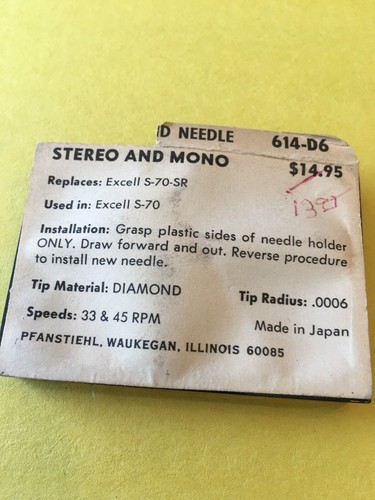 D NEEDLE 614-D6
STEREO AND MONO $14.95
Replaces: Excell S-70-SR
Used in: Excell S-70
Installation: Grasp plastic sides of needle holder
ONLY. Draw forward and out. Reverse procedure
to install new needle.
Tip Material: DIAMOND Tip Radius: .0006
Speeds: 33 & 45 RPM Made in Japan
PFANSTIEHL, WAUKEGAN, ILLINOIS 60085